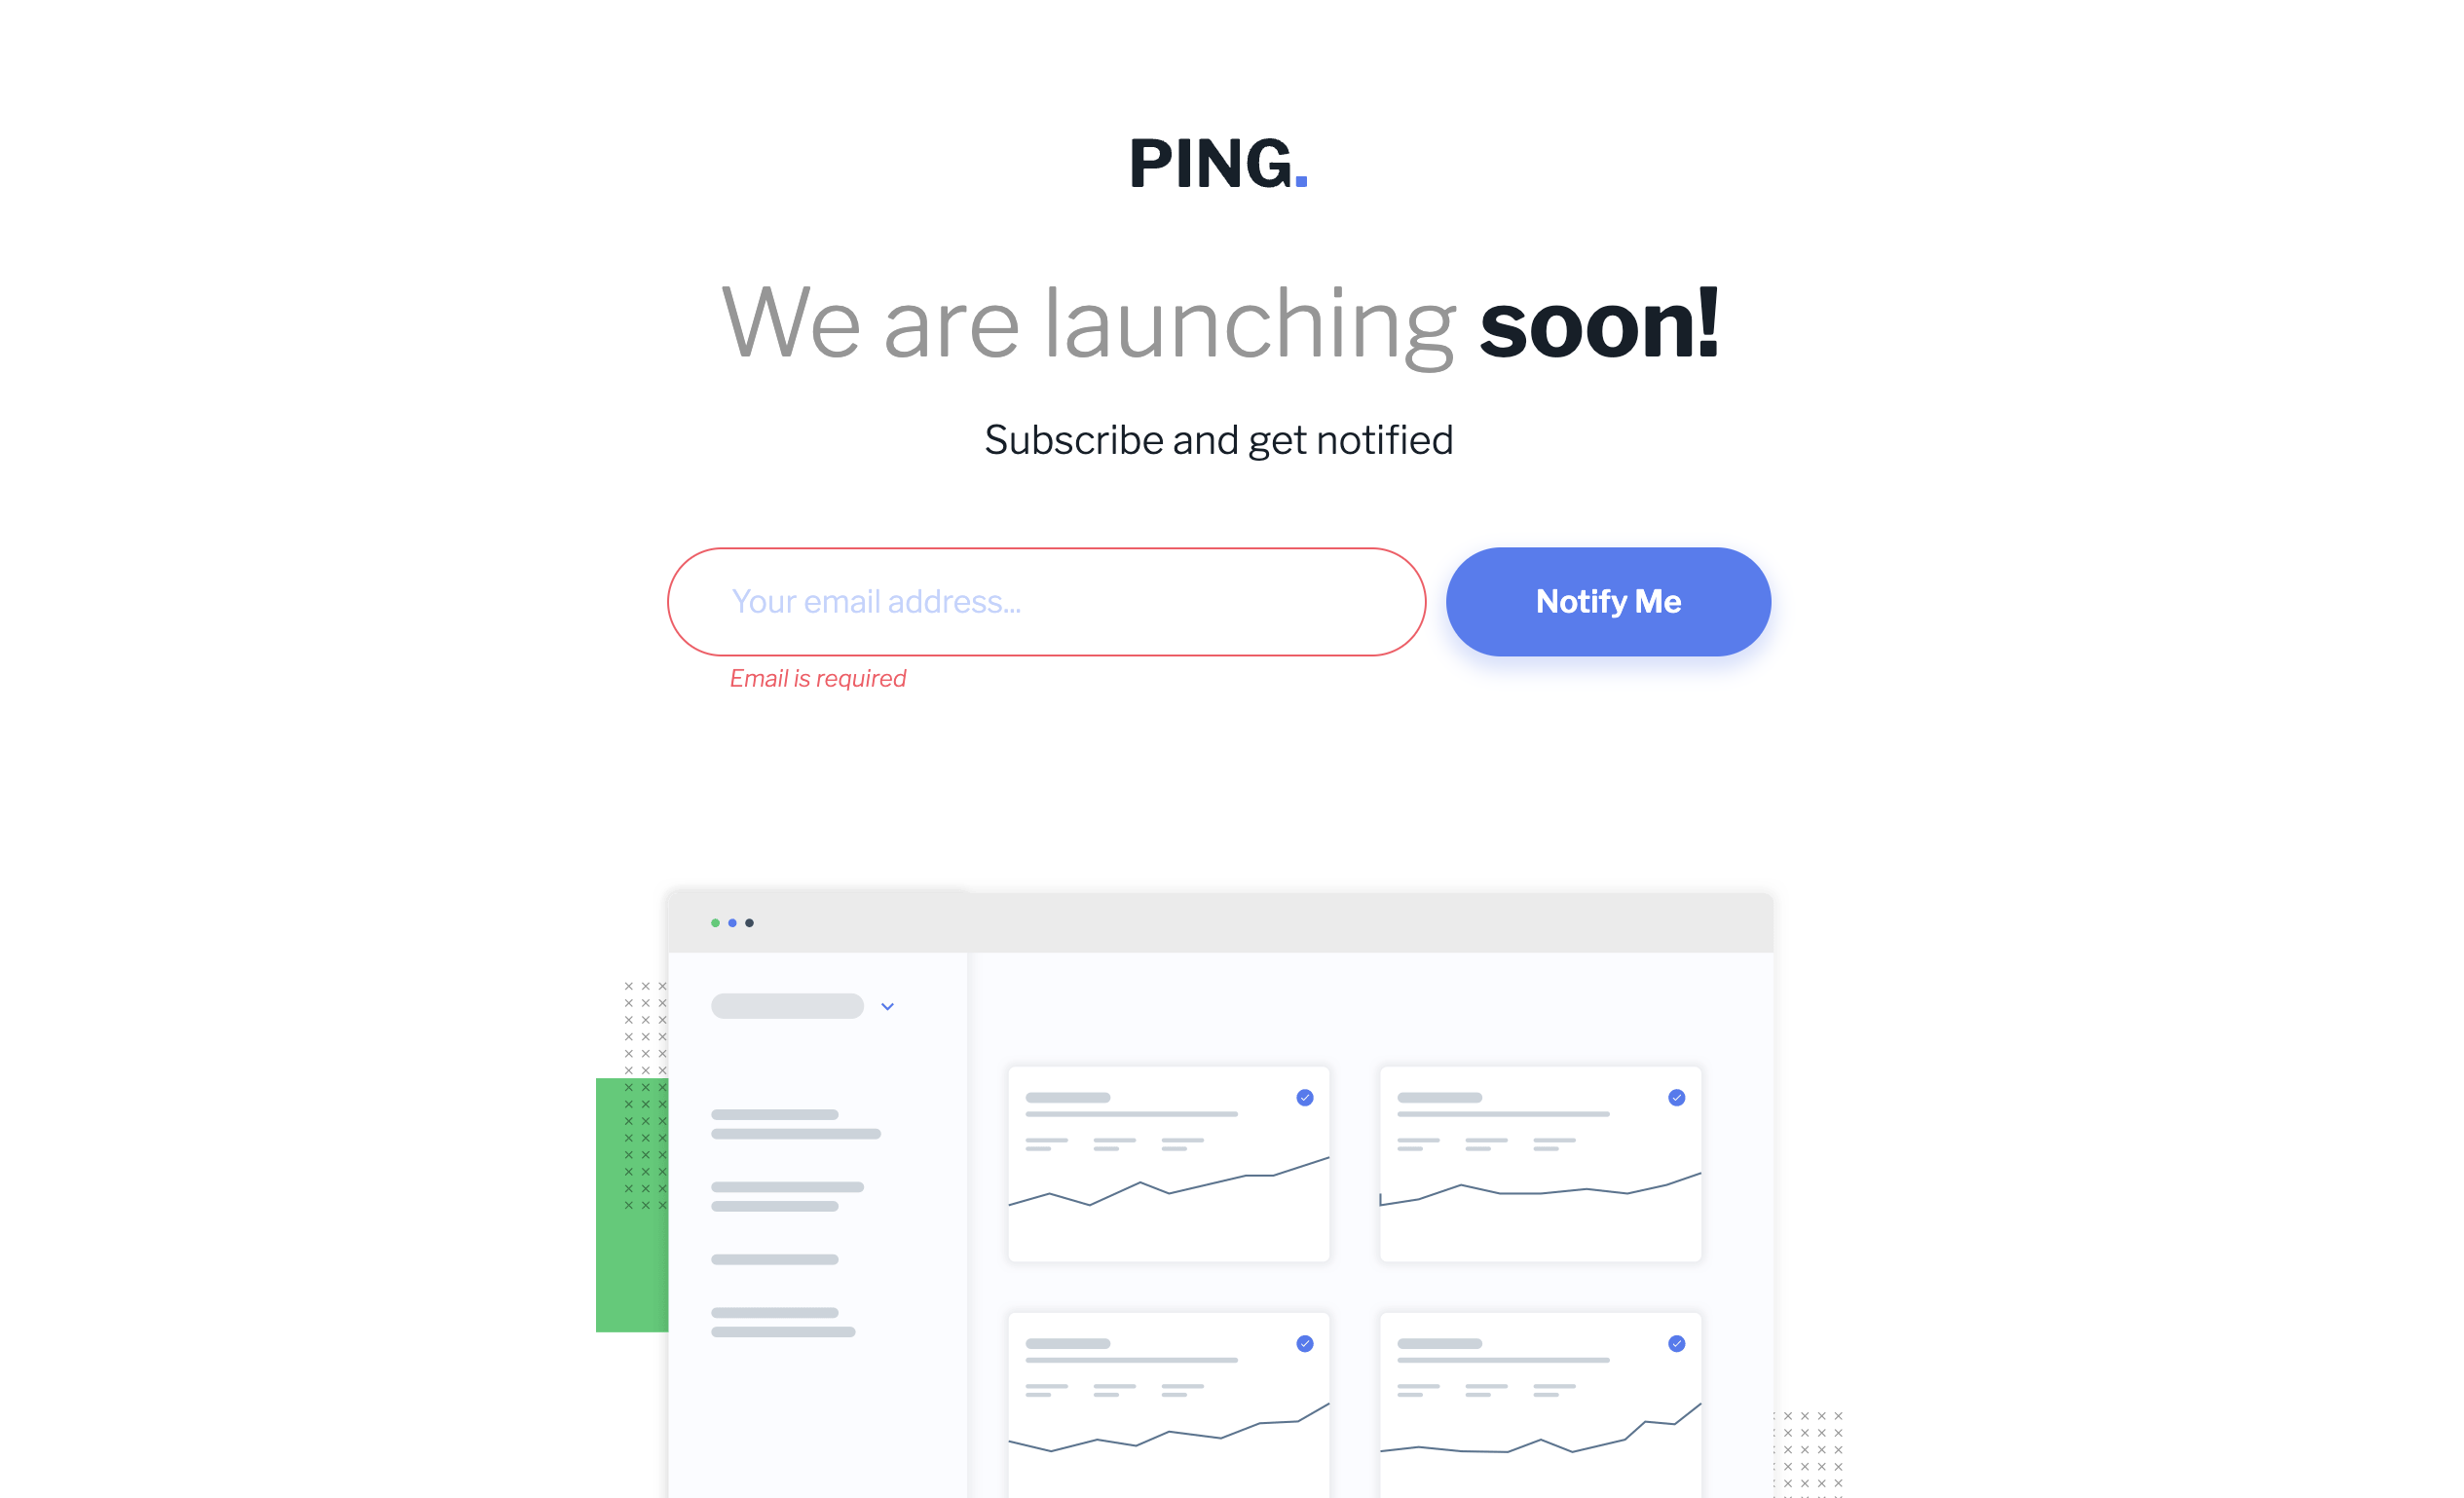 PING.
We are launching soon!
Subscribe and get notified
Your email address...
Notify Me
Email is required